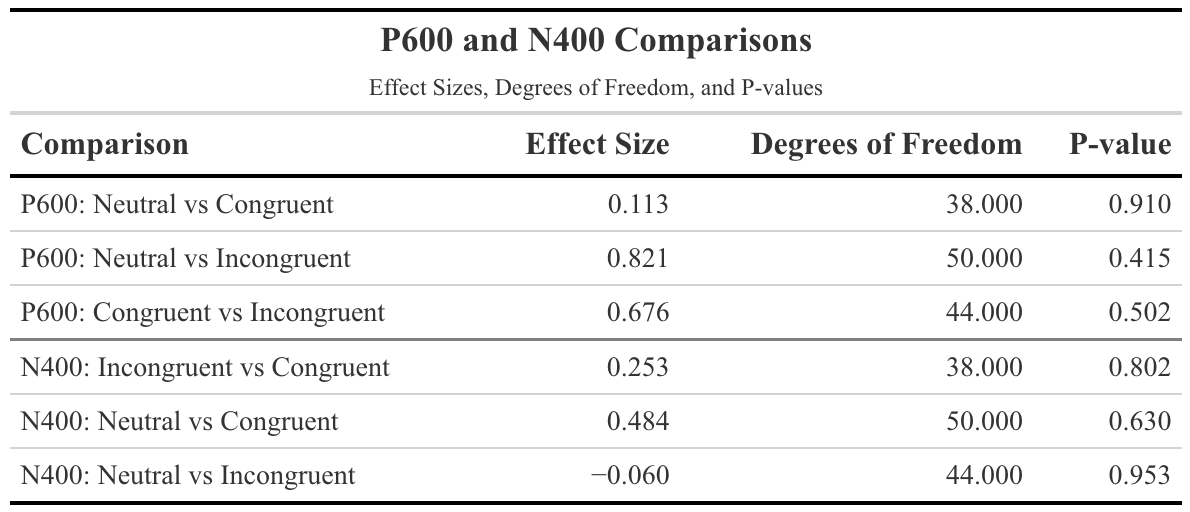 P600 and N400 Comparisons
Effect Sizes, Degrees of Freedom, and P-values
Comparison Effect Size Degrees of Freedom P-value
P600: Neutral vs Congruent 0.113 38.000 0.910
P600: Neutral vs Incongruent 0.821 50.000 0.415
P600: Congruent vs Incongruent 0.676 44.000 0.502
N400: Incongruent vs Congruent 0.253 38.000 0.802
N400: Neutral vs Congruent 0.484 50.000 0.630
N400: Neutral vs Incongruent −0.060 44.000 0.953